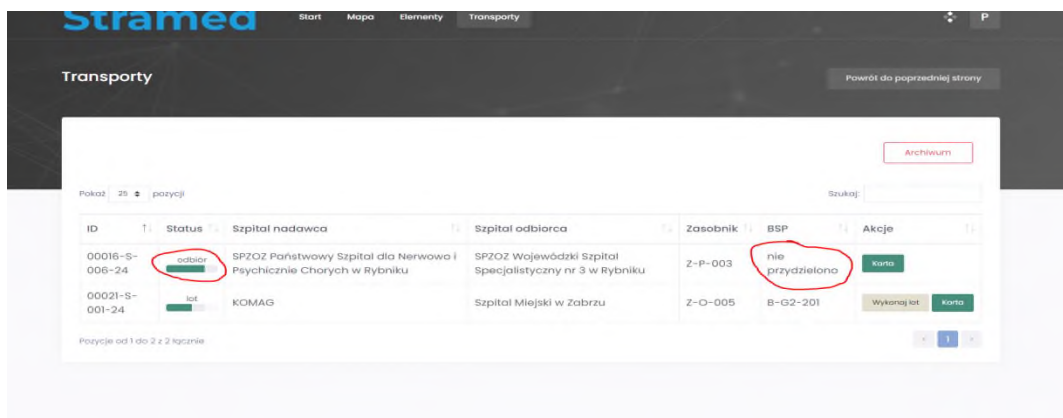 Stramed Start Mapa Elementy Transporty P
Transporty Powrót do poprzedniej strony
Archiwum
Pokaż 25 pozycji Szukaj:
ID Status Szpital nadawca Szpital odbiorca Zasobnik BSP Akcje
00016-S-006-24 odbiór SPZOZ Państwowy Szpital dla Nerwowo i Psychicznie Chorych w Rybniku SPZOZ Wojewódzki Szpital Specjalistyczny nr 3 w Rybniku Z-P-003 nie przydzielono Karta
00021-S-001-24 lot KOMAG Szpital Miejski w Zabrzu Z-O-005 B-G2-201 Wykonaj lot Karta
Pozycje od 1 do 2 z 2 łącznie 1